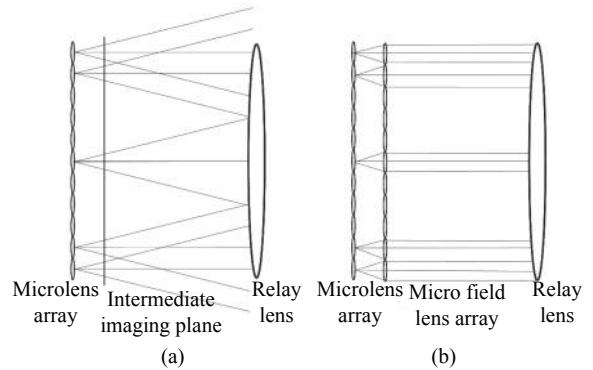 Microlens array
Intermediate imaging plane
Relay lens
(a)
Microlens array
Micro field lens array
Relay lens
(b)